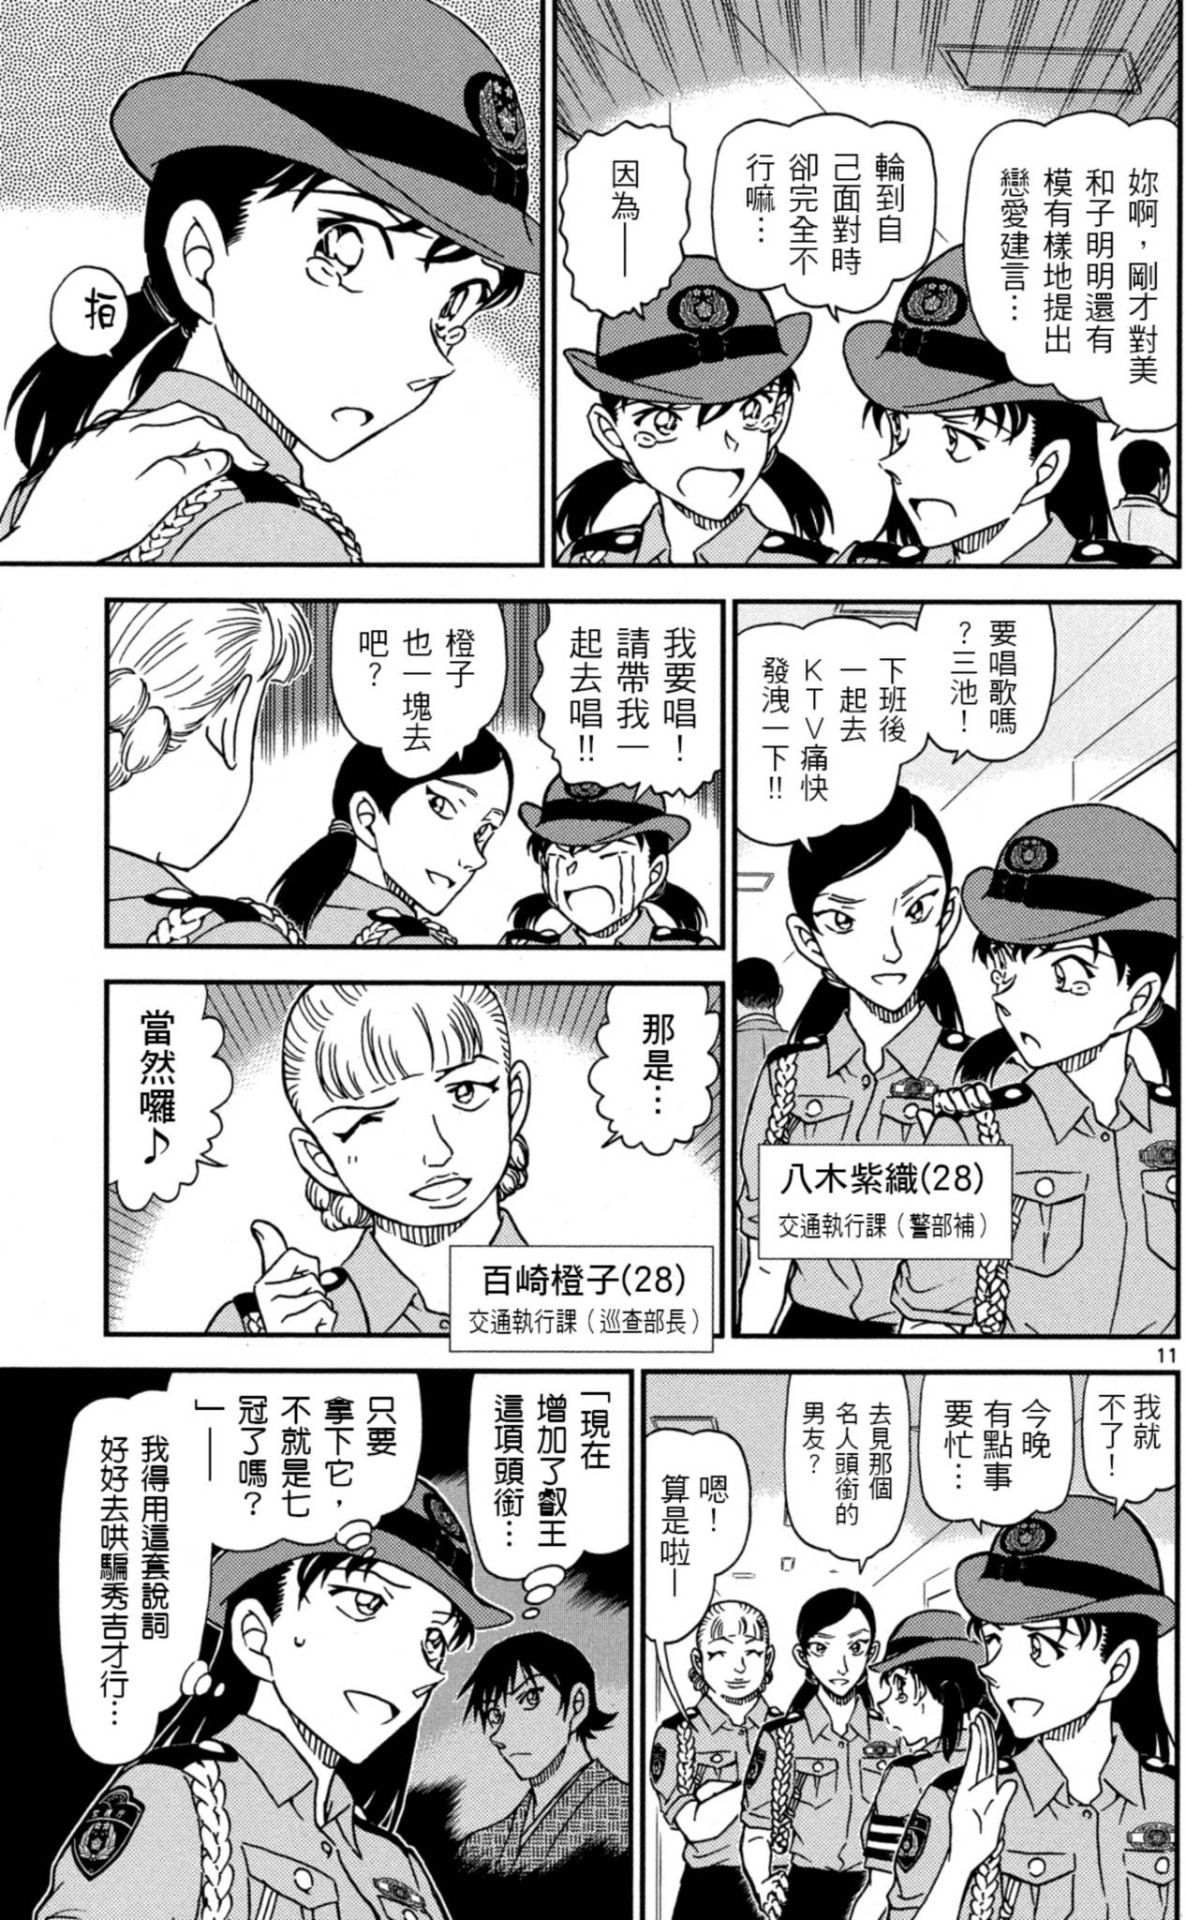 妳啊，剛才對美
和子明明還有
模有樣地提出
戀愛建言…
輪到自
己面對時
卻完全不
行嘛…
因為——
拍
要唱歌嗎
？三池！
下班後
一起去
KTV痛快
發洩一下!!
八木紫織(28)
交通執行課（警部補）
我要唱！
請帶我一
起去唱!!
橙子
也一塊去
吧？
那是…
當然囉♪
百崎橙子(28)
交通執行課（巡查部長）
11
我就
不了！
今晚
有點事
要忙…
去見那個
名人頭銜的
男友？
嗯！
算是啦—
「現在
增加了叡王
這項頭銜…
只要
拿下它，
不就是七
冠了嗎？
」——
我得用這套說詞
好好去哄騙秀吉才行…